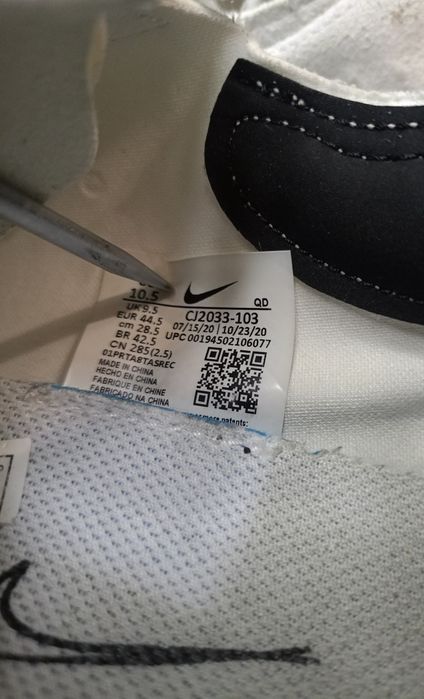 10.5
UK 9.5
EUR 44.5
cm 28.5
BR 42.5
CN 285(2.5)
01PRTA8TASREC
MADE IN CHINA
HECHO EN CHINA
FABRIQUE EN CHINE
FABRICADO NA CHINA
QD
CJ2033-103
07/15/20 | 10/23/20
UPC 00194502106077
more patents: